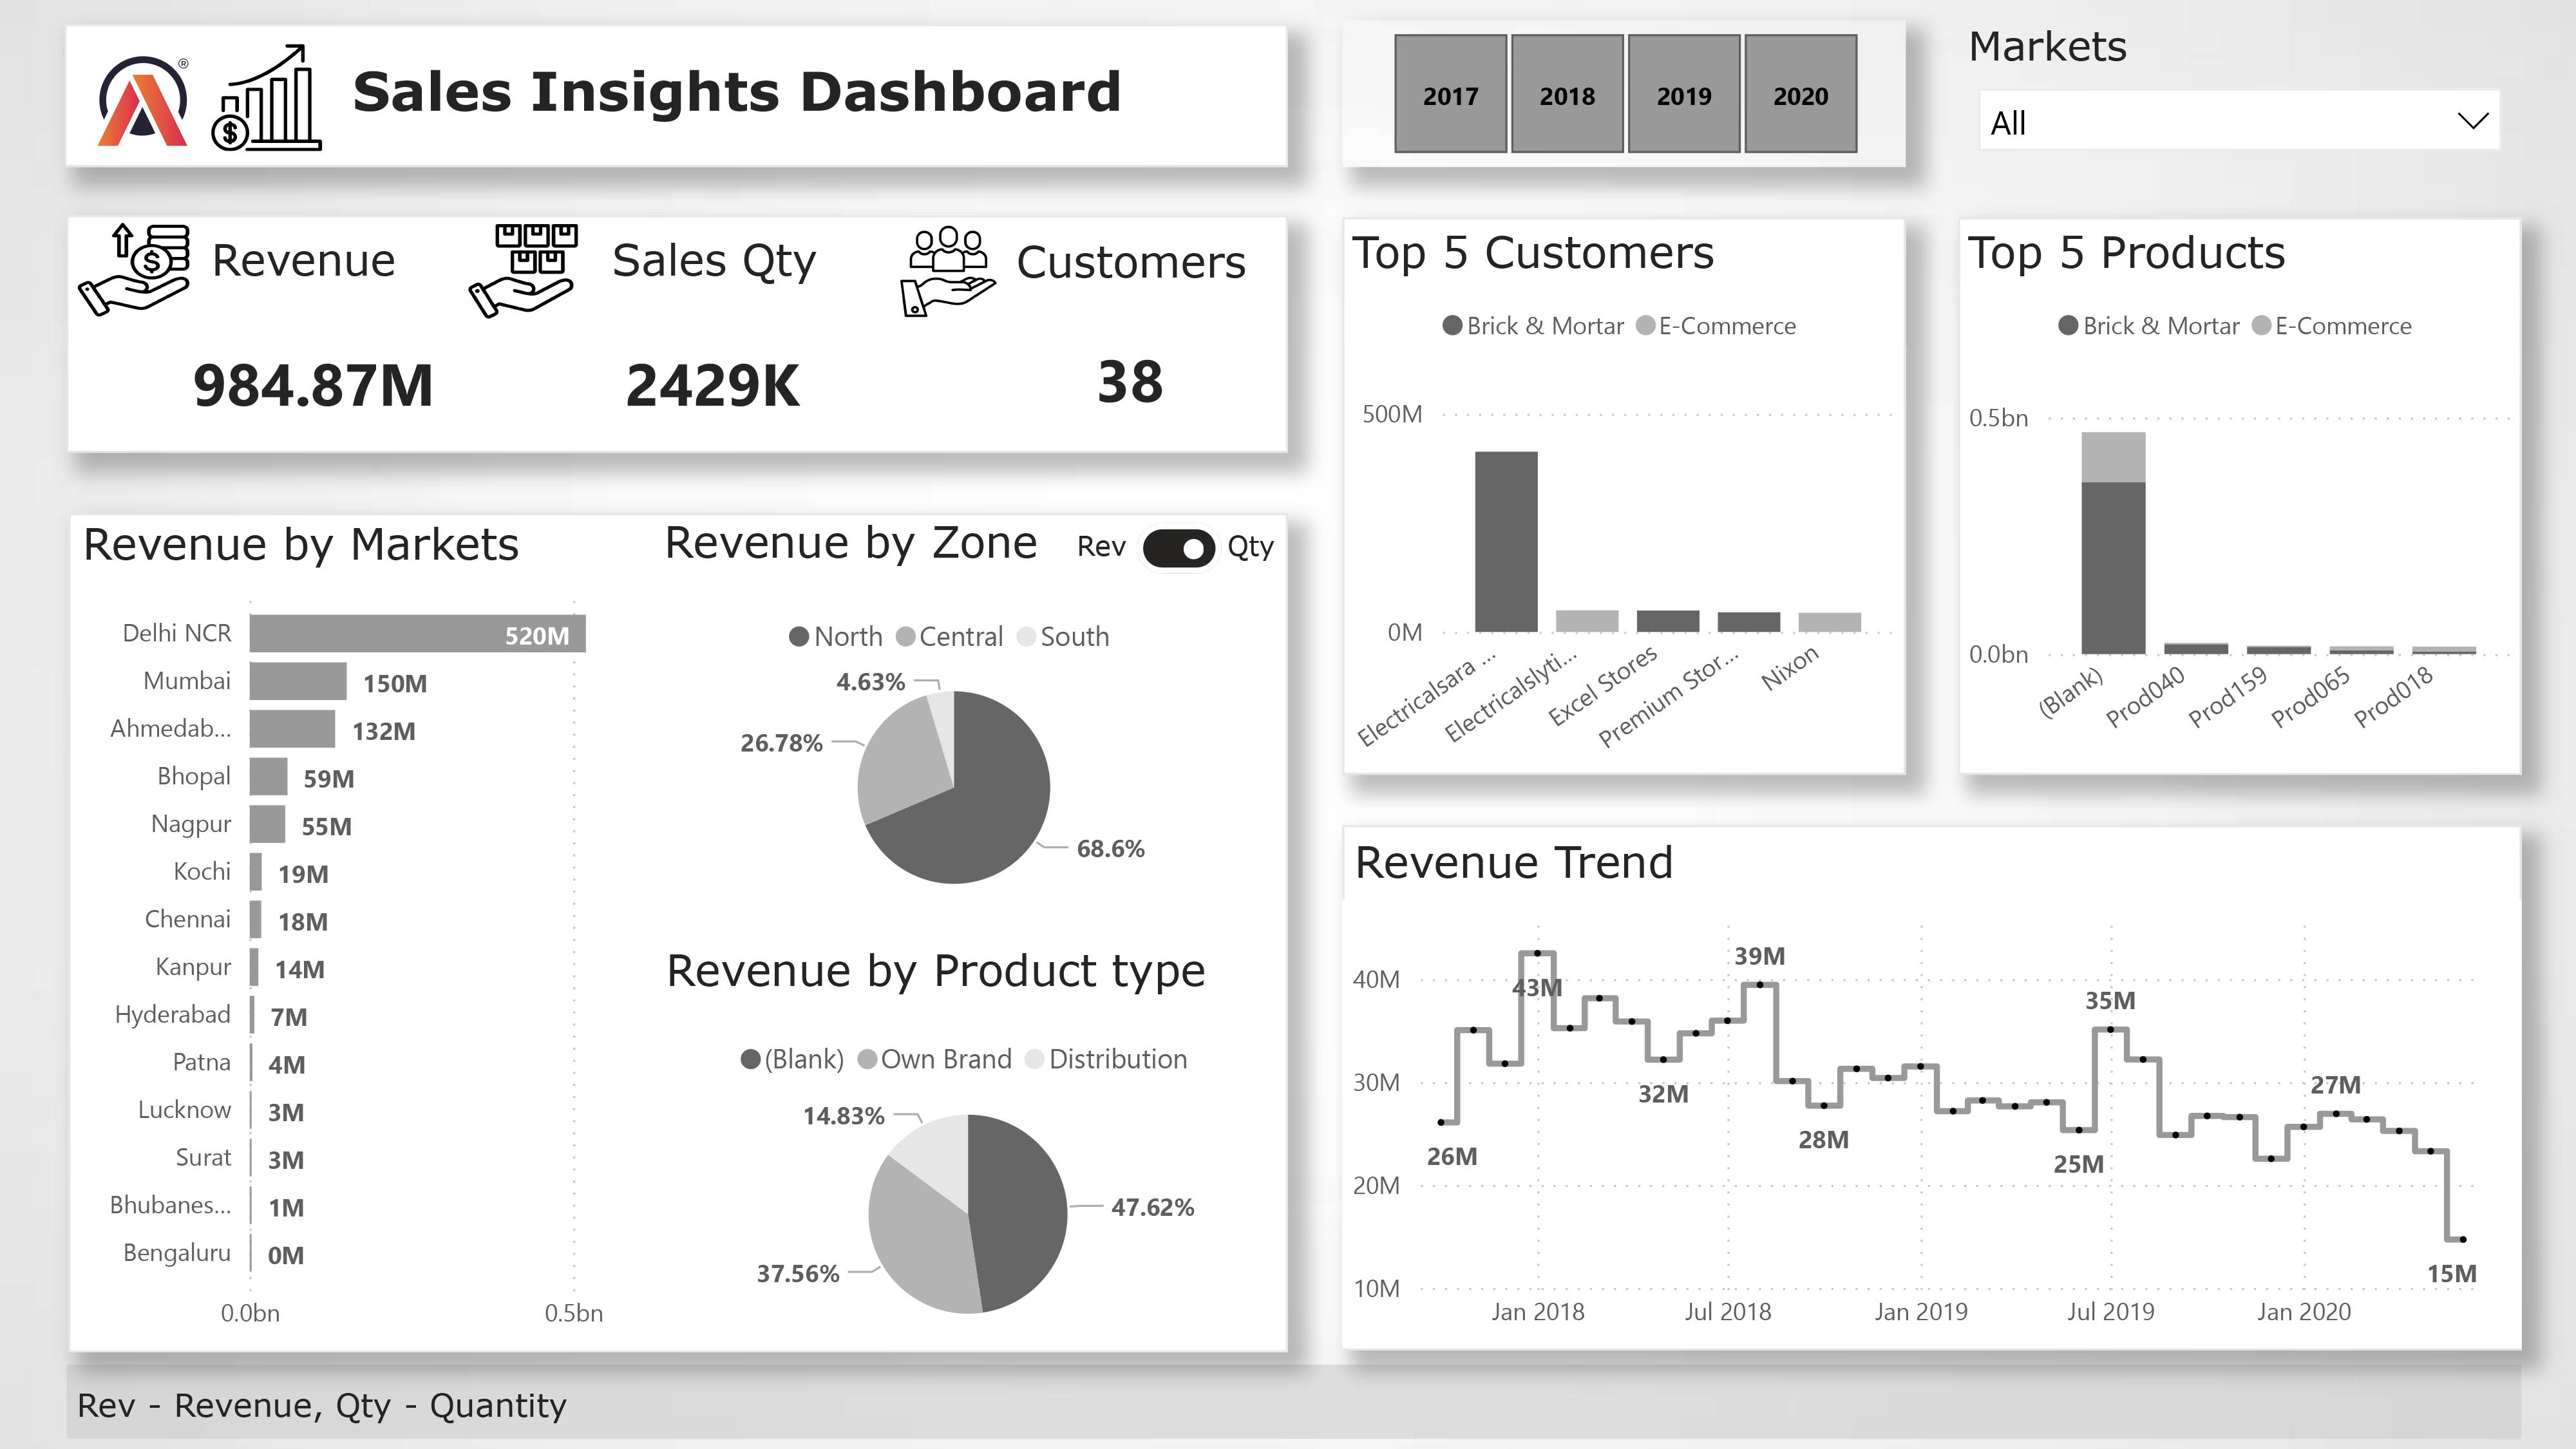 Sales Insights Dashboard
®
$
2017 2018 2019 2020
Markets
All
Revenue Sales Qty Customers
$
984.87M 2429K 38
Revenue by Markets
Delhi NCR 520M
Mumbai 150M
Ahmedab... 132M
Bhopal 59M
Nagpur 55M
Kochi 19M
Chennai 18M
Kanpur 14M
Hyderabad 7M
Patna 4M
Lucknow 3M
Surat 3M
Bhubanes... 1M
Bengaluru 0M
0.0bn 0.5bn
Revenue by Zone Rev Qty
North Central South
4.63%
26.78%
68.6%
Revenue by Product type
(Blank) Own Brand Distribution
14.83%
47.62%
37.56%
Top 5 Customers
Brick & Mortar E-Commerce
500M
0M
Electricalsara ... Electricalslyti... Excel Stores Premium Stor... Nixon
Top 5 Products
Brick & Mortar E-Commerce
0.5bn
0.0bn
(Blank) Prod040 Prod159 Prod065 Prod018
Revenue Trend
40M
30M
20M
10M
26M 43M 32M 39M 28M 25M 35M 27M 15M
Jan 2018 Jul 2018 Jan 2019 Jul 2019 Jan 2020
Rev - Revenue, Qty - Quantity